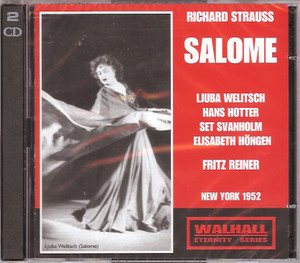 2
CD
RICHARD STRAUSS
SALOME
LJUBA WELITSCH
HANS HOTTER
SET SVANHOLM
ELISABETH HÖNGEN
FRITZ REINER
NEW YORK 1952
WALHALL
ETERNITY SERIES
Ljuba Welitsch (Salome)